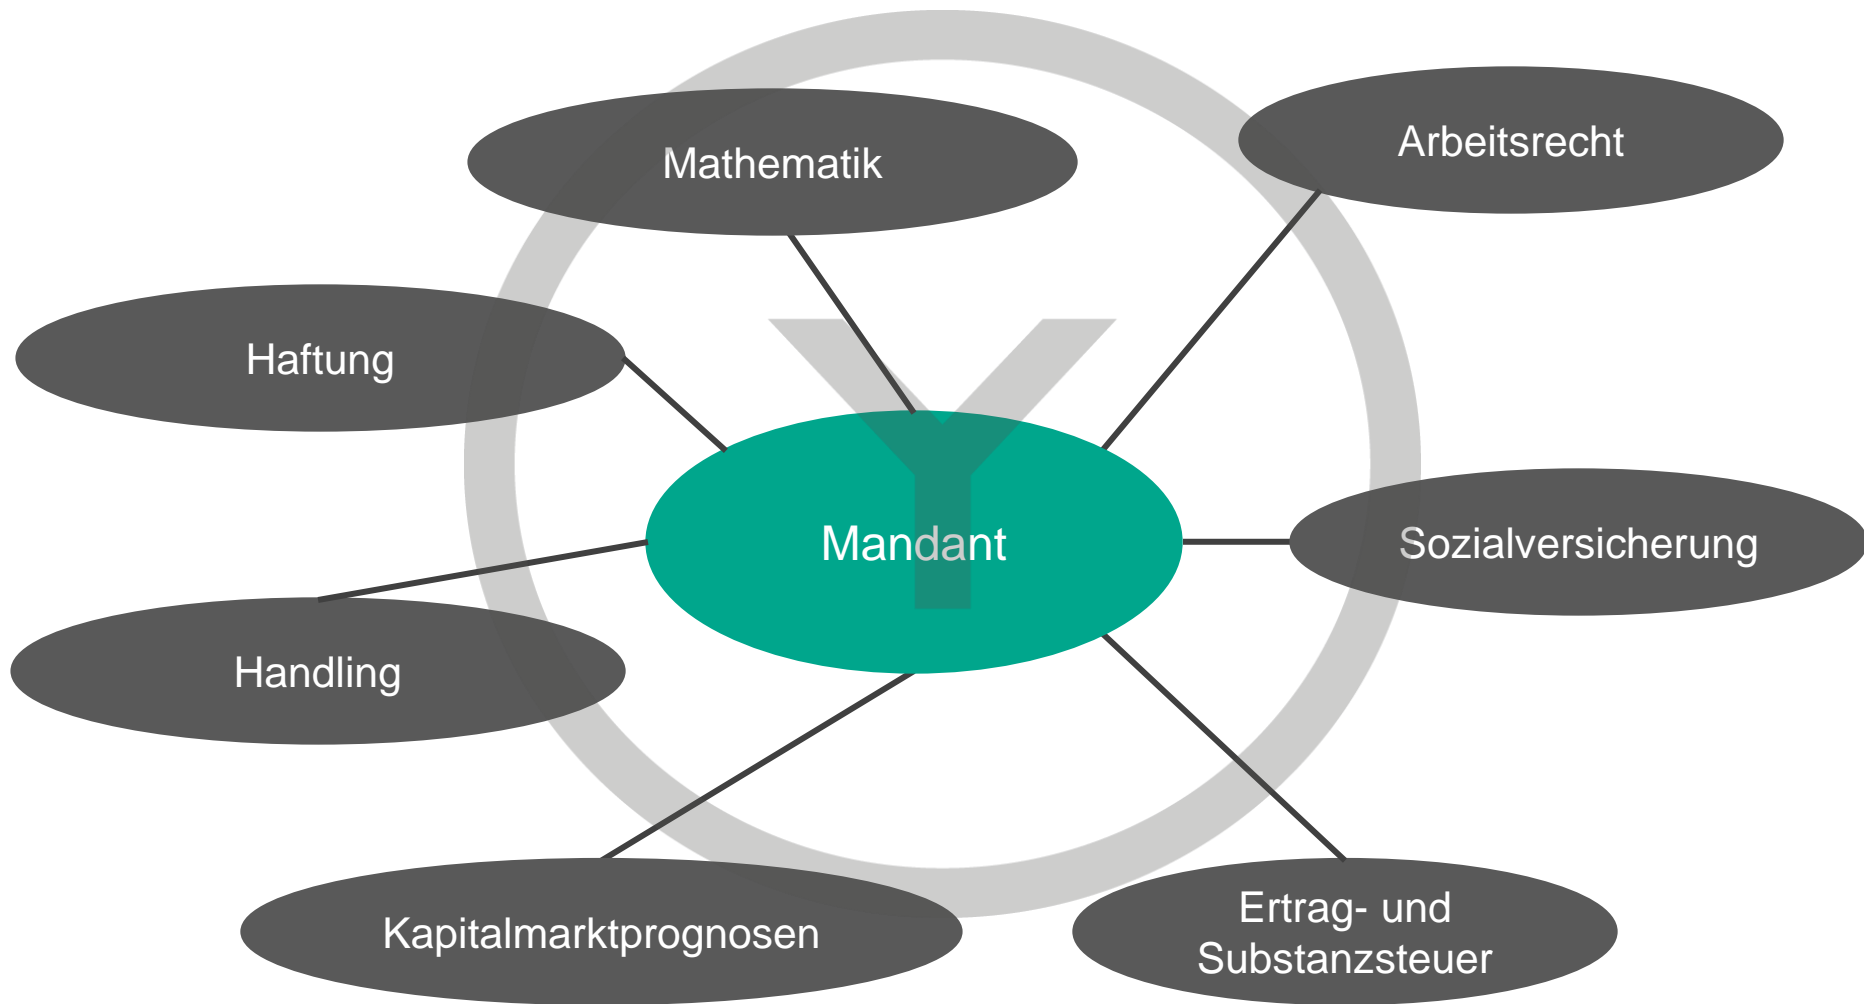 Mathematik
Arbeitsrecht
Haftung
Y
Mandant
Sozialversicherung
Handling
Kapitalmarktprognosen
Ertrag- und
Substanzsteuer